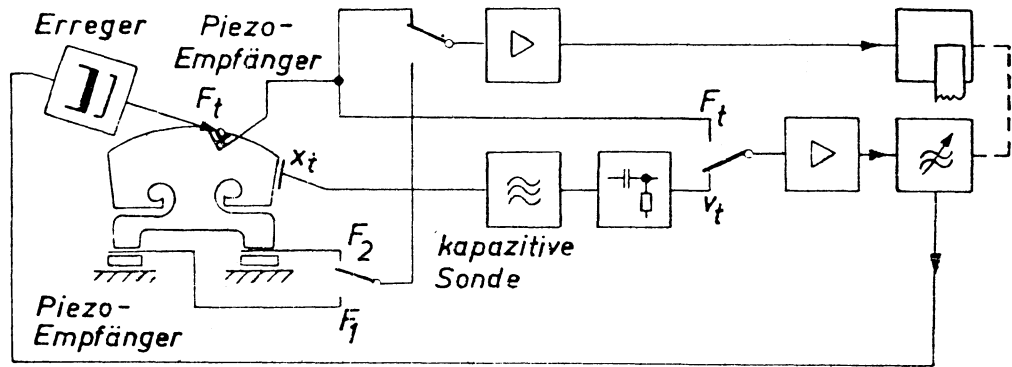 Erreger
Piezo-
Empfänger
F_t
x_t
F_t
v_t
kapazitive
Sonde
F_2
F_1
Piezo-
Empfänger